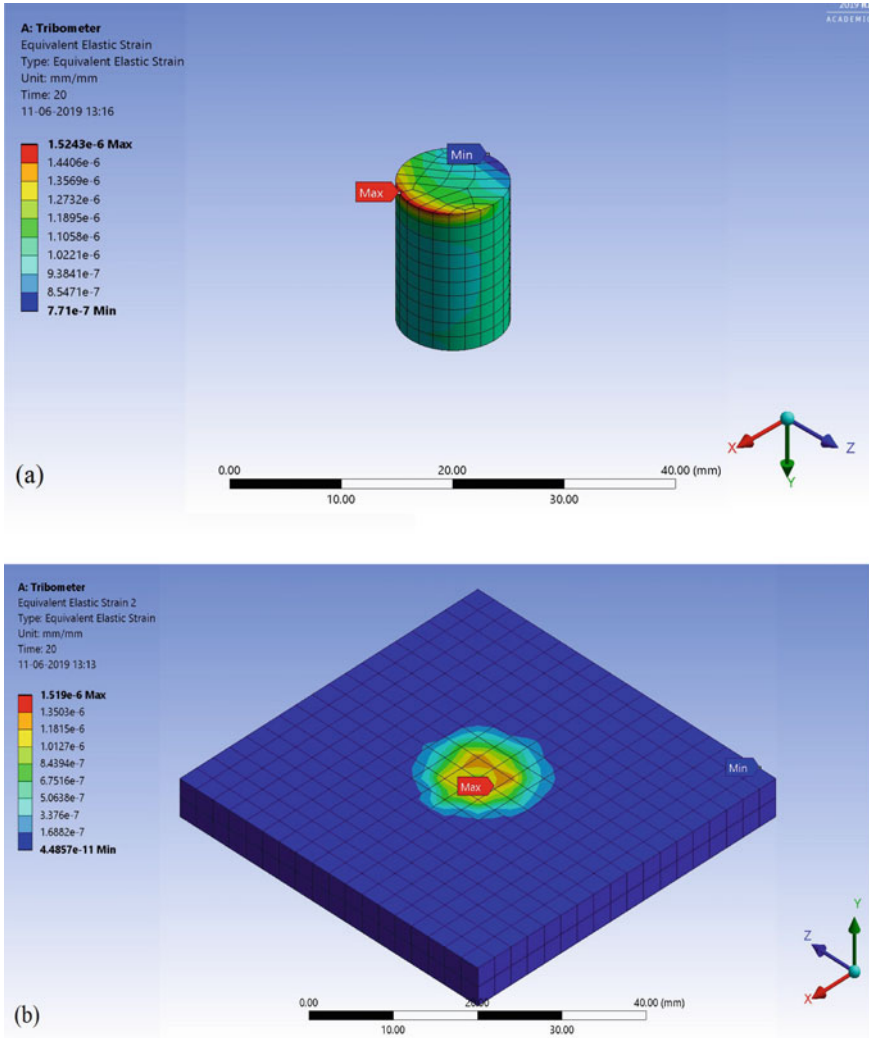 2019 R
ACADEMIC
A: Tribometer
Equivalent Elastic Strain
Type: Equivalent Elastic Strain
Unit: mm/mm
Time: 20
11-06-2019 13:16
1.5243e-6 Max
1.4406e-6
1.3569e-6
1.2732e-6
1.1895e-6
1.1058e-6
1.0221e-6
9.3841e-7
8.5471e-7
7.71e-7 Min
Min
Max
X
Z
Y
0.00 20.00 40.00 (mm)
10.00 30.00
(a)
A: Tribometer
Equivalent Elastic Strain 2
Type: Equivalent Elastic Strain
Unit: mm/mm
Time: 20
11-06-2019 13:13
1.519e-6 Max
1.3503e-6
1.1815e-6
1.0127e-6
8.4394e-7
6.7516e-7
5.0638e-7
3.376e-7
1.6882e-7
4.4857e-11 Min
Min
Max
Y
Z
X
0.00 20.00 40.00 (mm)
10.00 30.00
(b)